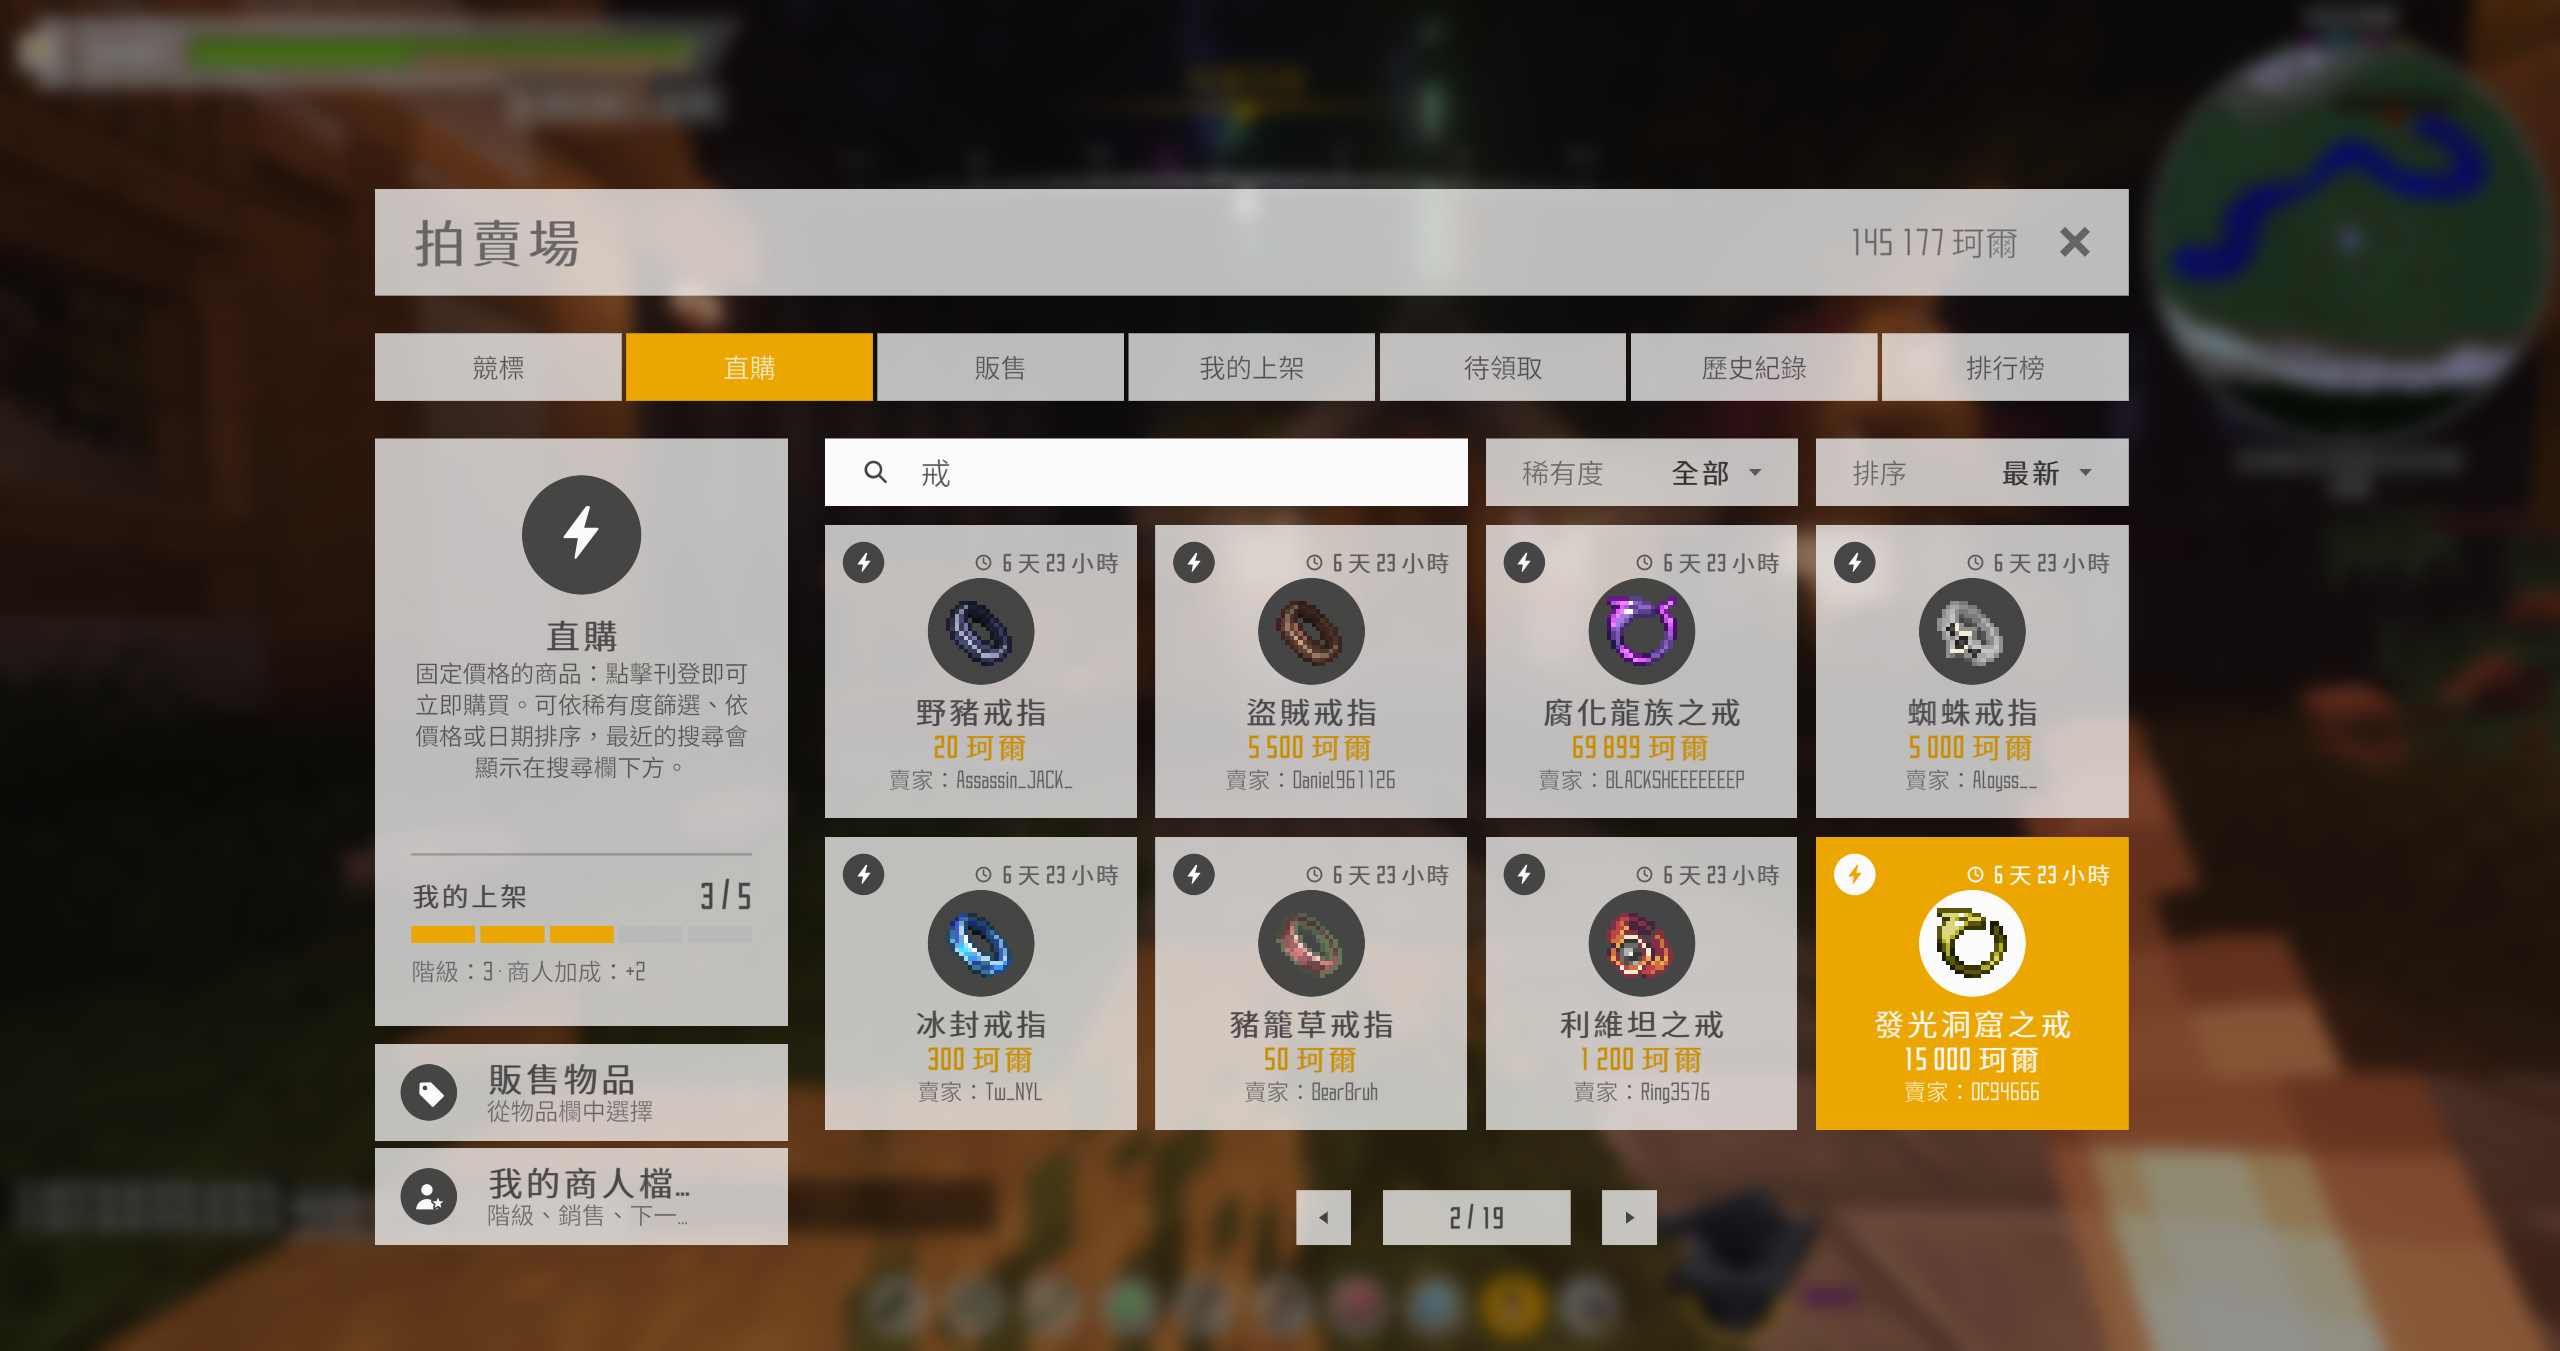 拍賣場
145 177 珂爾
競標
直購
販售
我的上架
待領取
歷史紀錄
排行榜
直購
固定價格的商品：點擊刊登即可
立即購買。可依稀有度篩選、依
價格或日期排序，最近的搜尋會
顯示在搜尋欄下方。
我的上架
3 / 5
階級：3 · 商人加成：+2
販售物品
從物品欄中選擇
我的商人檔...
階級、銷售、下一...
戒
稀有度
全部
排序
最新
6 天 23 小時
野豬戒指
20 珂爾
賣家：Assassin_JACK_
6 天 23 小時
盜賊戒指
5 500 珂爾
賣家：Daniel961126
6 天 23 小時
腐化龍族之戒
69 899 珂爾
賣家：BLACKSHEEEEEEEP
6 天 23 小時
蜘蛛戒指
5 000 珂爾
賣家：Aloyss__
6 天 23 小時
冰封戒指
300 珂爾
賣家：Tw_NYL
6 天 23 小時
豬籠草戒指
50 珂爾
賣家：BearBruh
6 天 23 小時
利維坦之戒
1 200 珂爾
賣家：Ring3576
6 天 23 小時
發光洞窟之戒
15 000 珂爾
賣家：OC94666
2 / 19